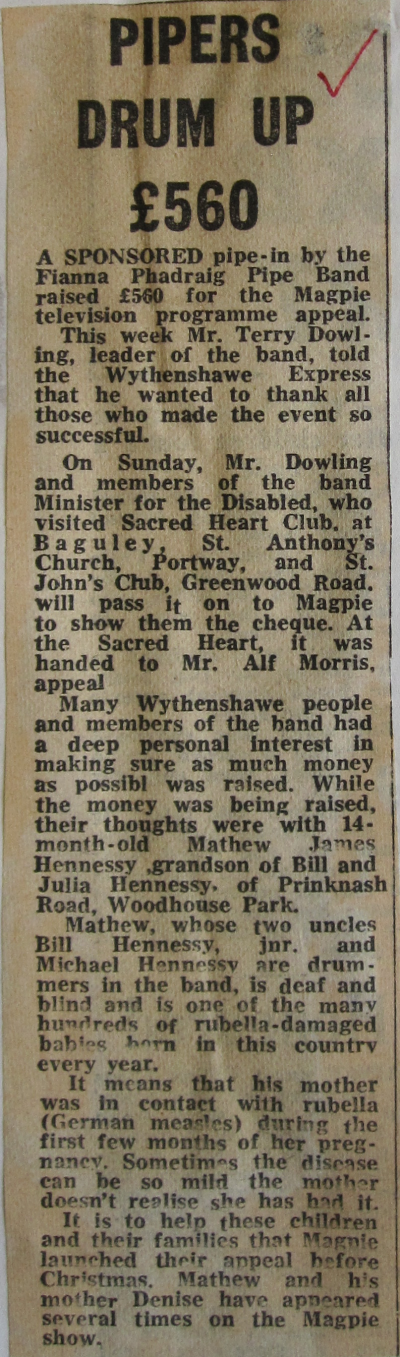 PIPERS
DRUM UP
£560
A SPONSORED pipe-in by the
Fianna Phadraig Pipe Band
raised £560 for the Magpie
television programme appeal.
This week Mr. Terry Dowl-
ing, leader of the band, told
the Wythenshawe Express
that he wanted to thank all
those who made the event so
successful.
On Sunday, Mr. Dowling
and members of the band
Minister for the Disabled, who
visited Sacred Heart Club, at
Baguley, St. Anthony's
Church, Portway, and St.
John's Club, Greenwood Road.
will pass it on to Magpie
to show them the cheque. At
the Sacred Heart, it was
handed to Mr. Alf Morris,
appeal
Many Wythenshawe people
and members of the band had
a deep personal interest in
making sure as much money
as possibl was raised. While
the money was being raised,
their thoughts were with 14-
month-old Mathew James
Hennessy ,grandson of Bill and
Julia Hennessy, of Prinknash
Road, Woodhouse Park.
Mathew, whose two uncles
Bill Hennessy, jnr. and
Michael Hennessy are drum-
mers in the band, is deaf and
blind and is one of the many
hundreds of rubella-damaged
babies born in this country
every year.
It means that his mother
was in contact with rubella
(German measles) during the
first few months of her preg-
nancy. Sometimes the disease
can be so mild the mother
doesn't realise she has had it.
It is to help these children
and their families that Magpie
launched their appeal before
Christmas. Mathew and his
mother Denise have appeared
several times on the Magpie
show.